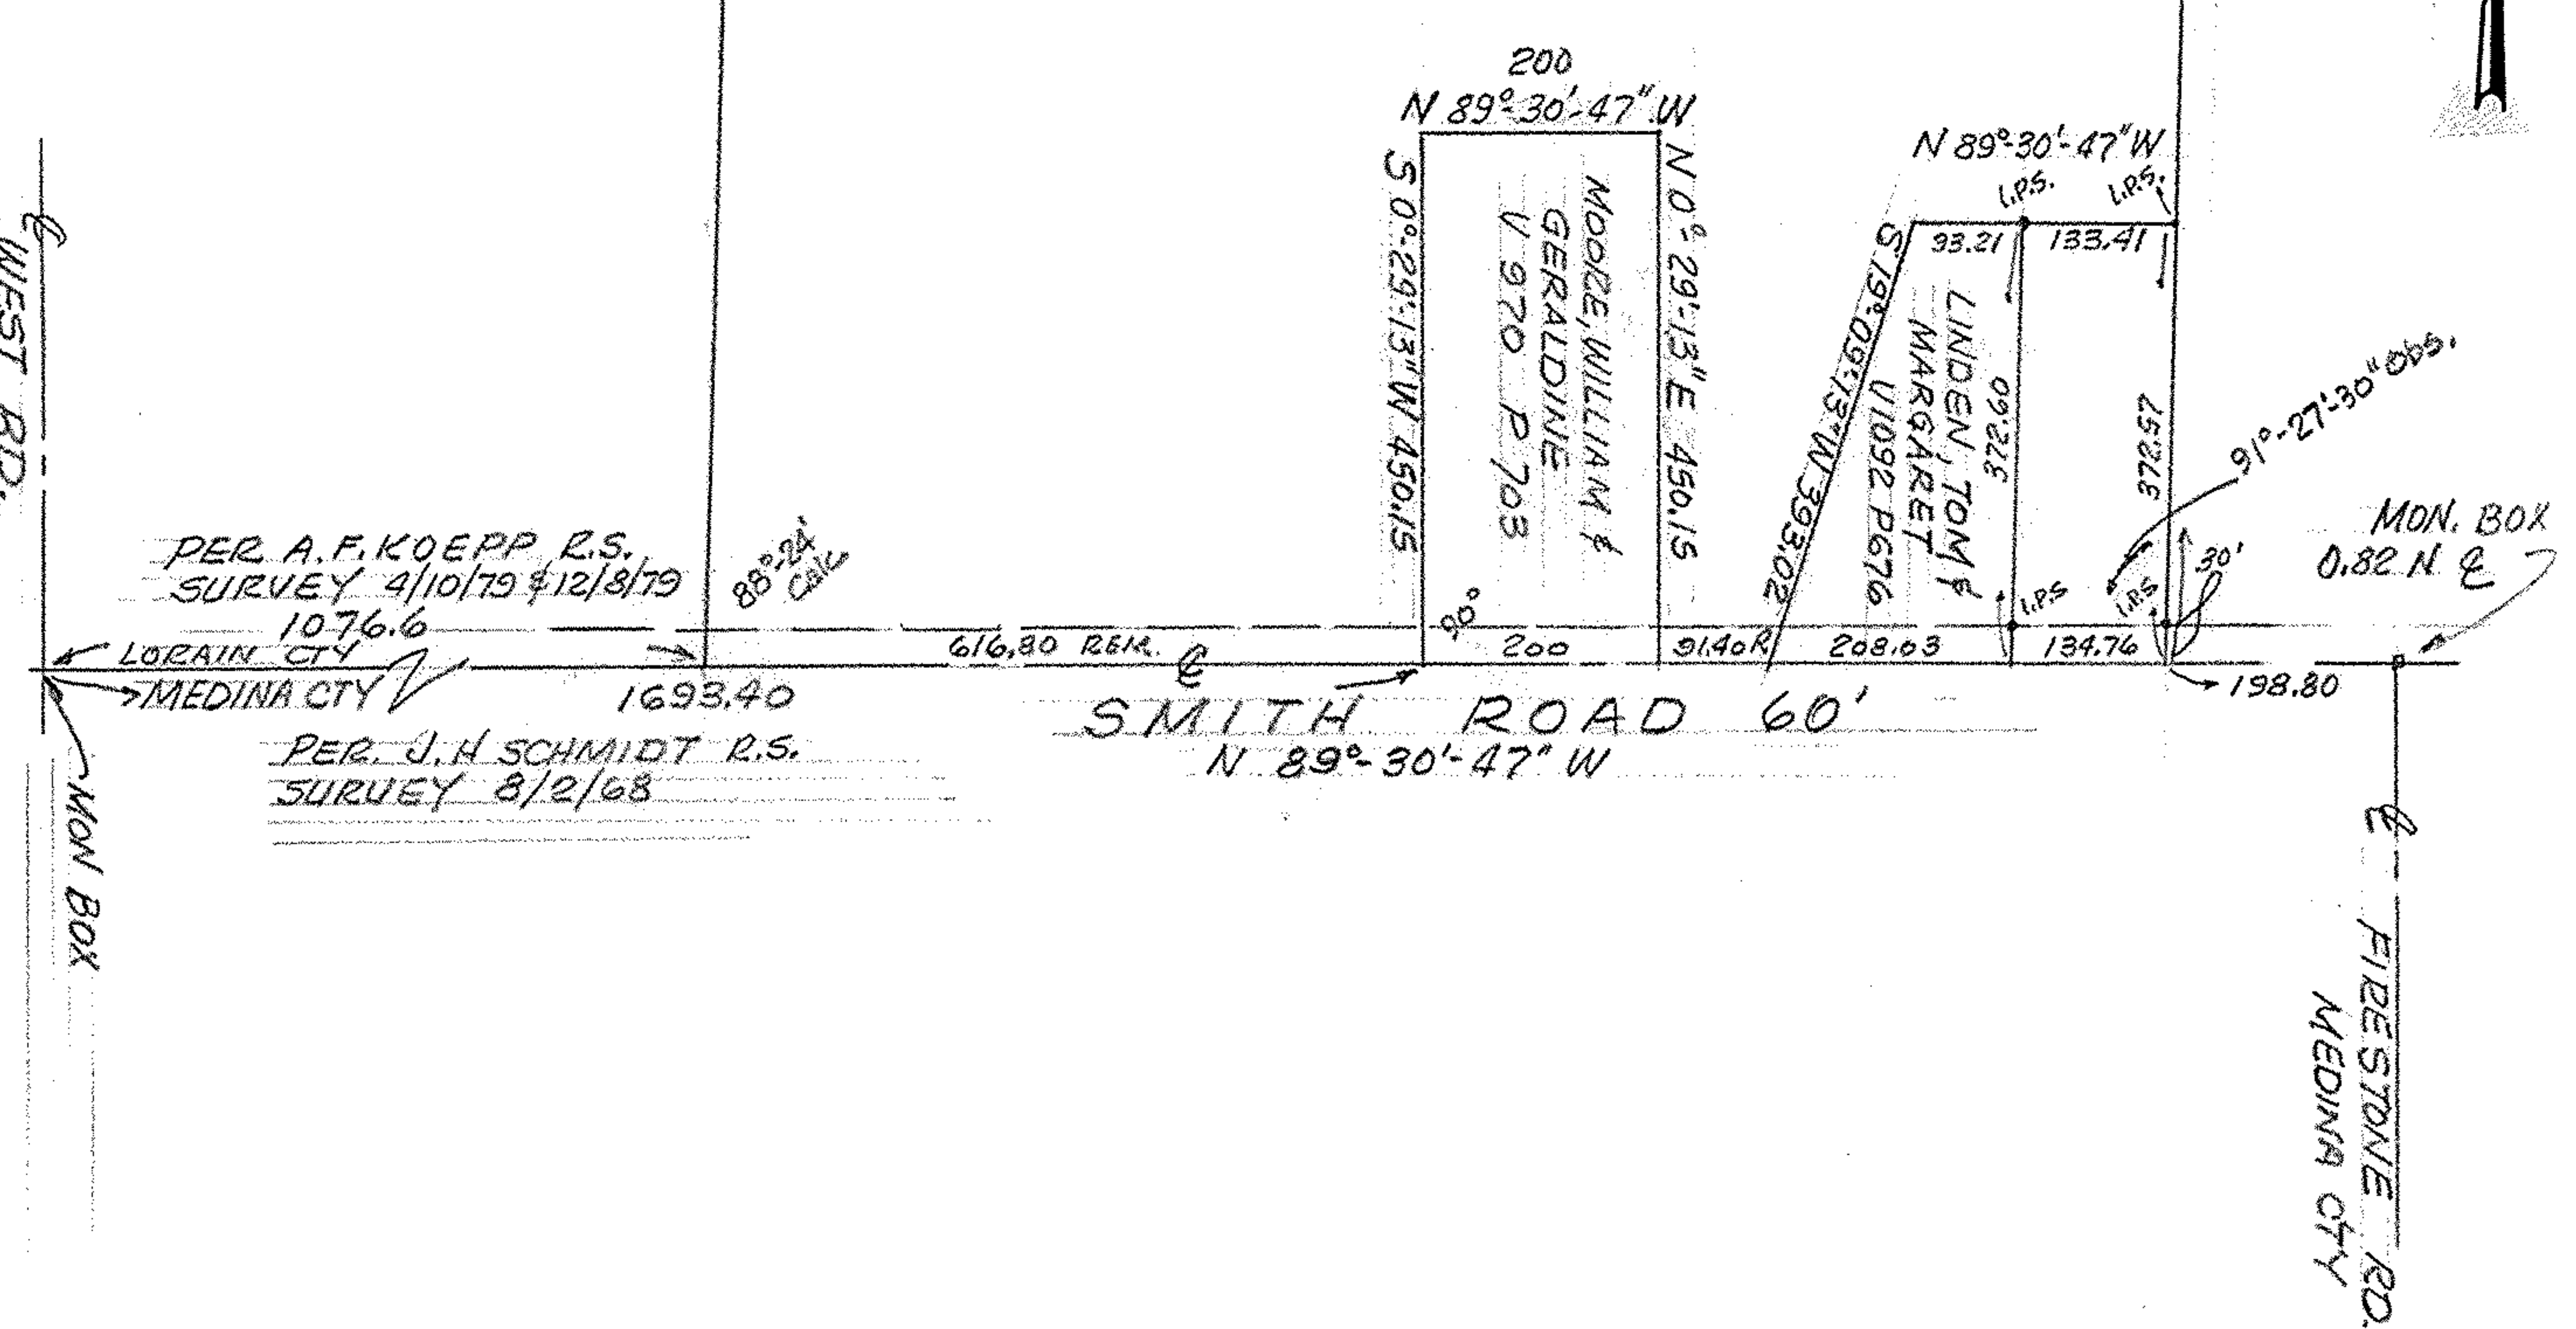 200
N 89°-30'-47" W
S 0°-29'-13" W 450.15
MOORE, WILLIAM &
GERALDINE
V 970 P 703
N 0°-29'-13" E 450.15
N 89°-30'-47" W
I.P.S.
I.P.S.
93.21
133.41
S 19°-09'-13" W 393.02
LINDEN, TOM &
MARGARET
V1092 P676
372.60
372.57
91°-27'-30" Obs.
MON. BOX
0.82 N ℄
30'
I.P.S
I.P.S
℄
WEST RD.
PER A.F. KOEPP R.S.
SURVEY 4/10/79 & 12/8/79
1076.6
88°-24'
CALC
90°
LORAIN CTY
MEDINA CTY
616.80 REM.
℄
200
91.40 R
208.03
134.76
198.80
1693.40
SMITH ROAD 60'
N 89°-30'-47" W
PER. J.H SCHMIDT R.S.
SURVEY 8/2/68
MON BOX
℄ FIRESTONE RD.
MEDINA CTY